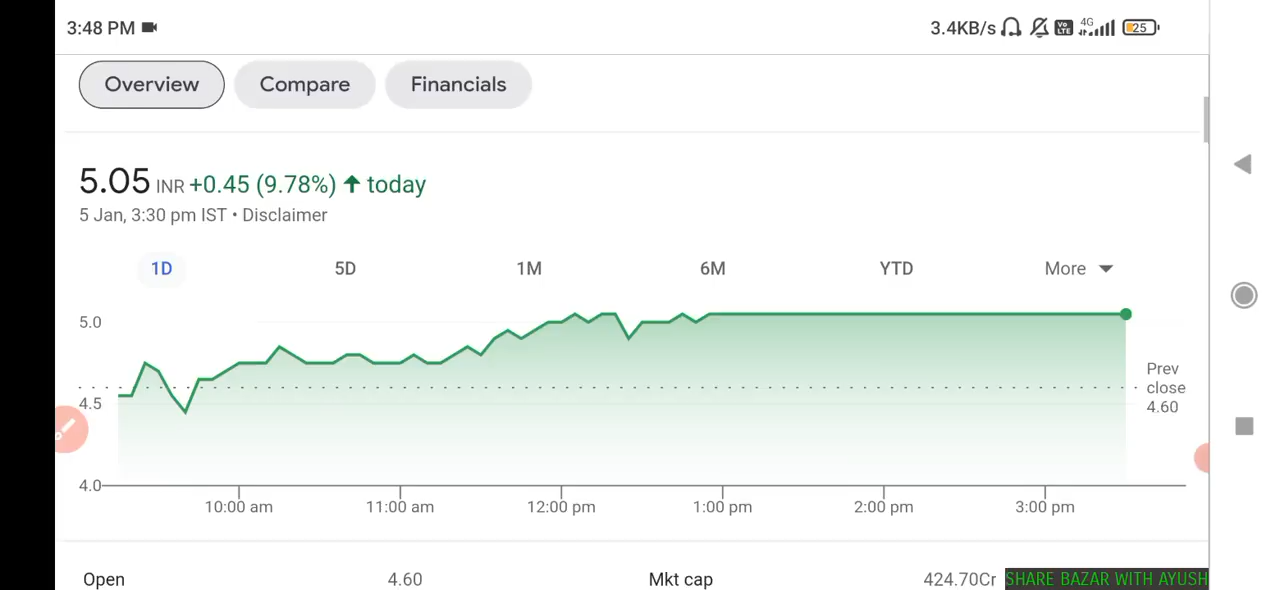 3:48 PM 3.4KB/s Vo LTE 4G 25
Overview Compare Financials
5.05 INR +0.45 (9.78%) ↑ today
5 Jan, 3:30 pm IST • Disclaimer
1D 5D 1M 6M YTD More
5.0
4.5
4.0
Prev
close
4.60
10:00 am 11:00 am 12:00 pm 1:00 pm 2:00 pm 3:00 pm
Open 4.60 Mkt cap 424.70Cr
SHARE BAZAR WITH AYUSH